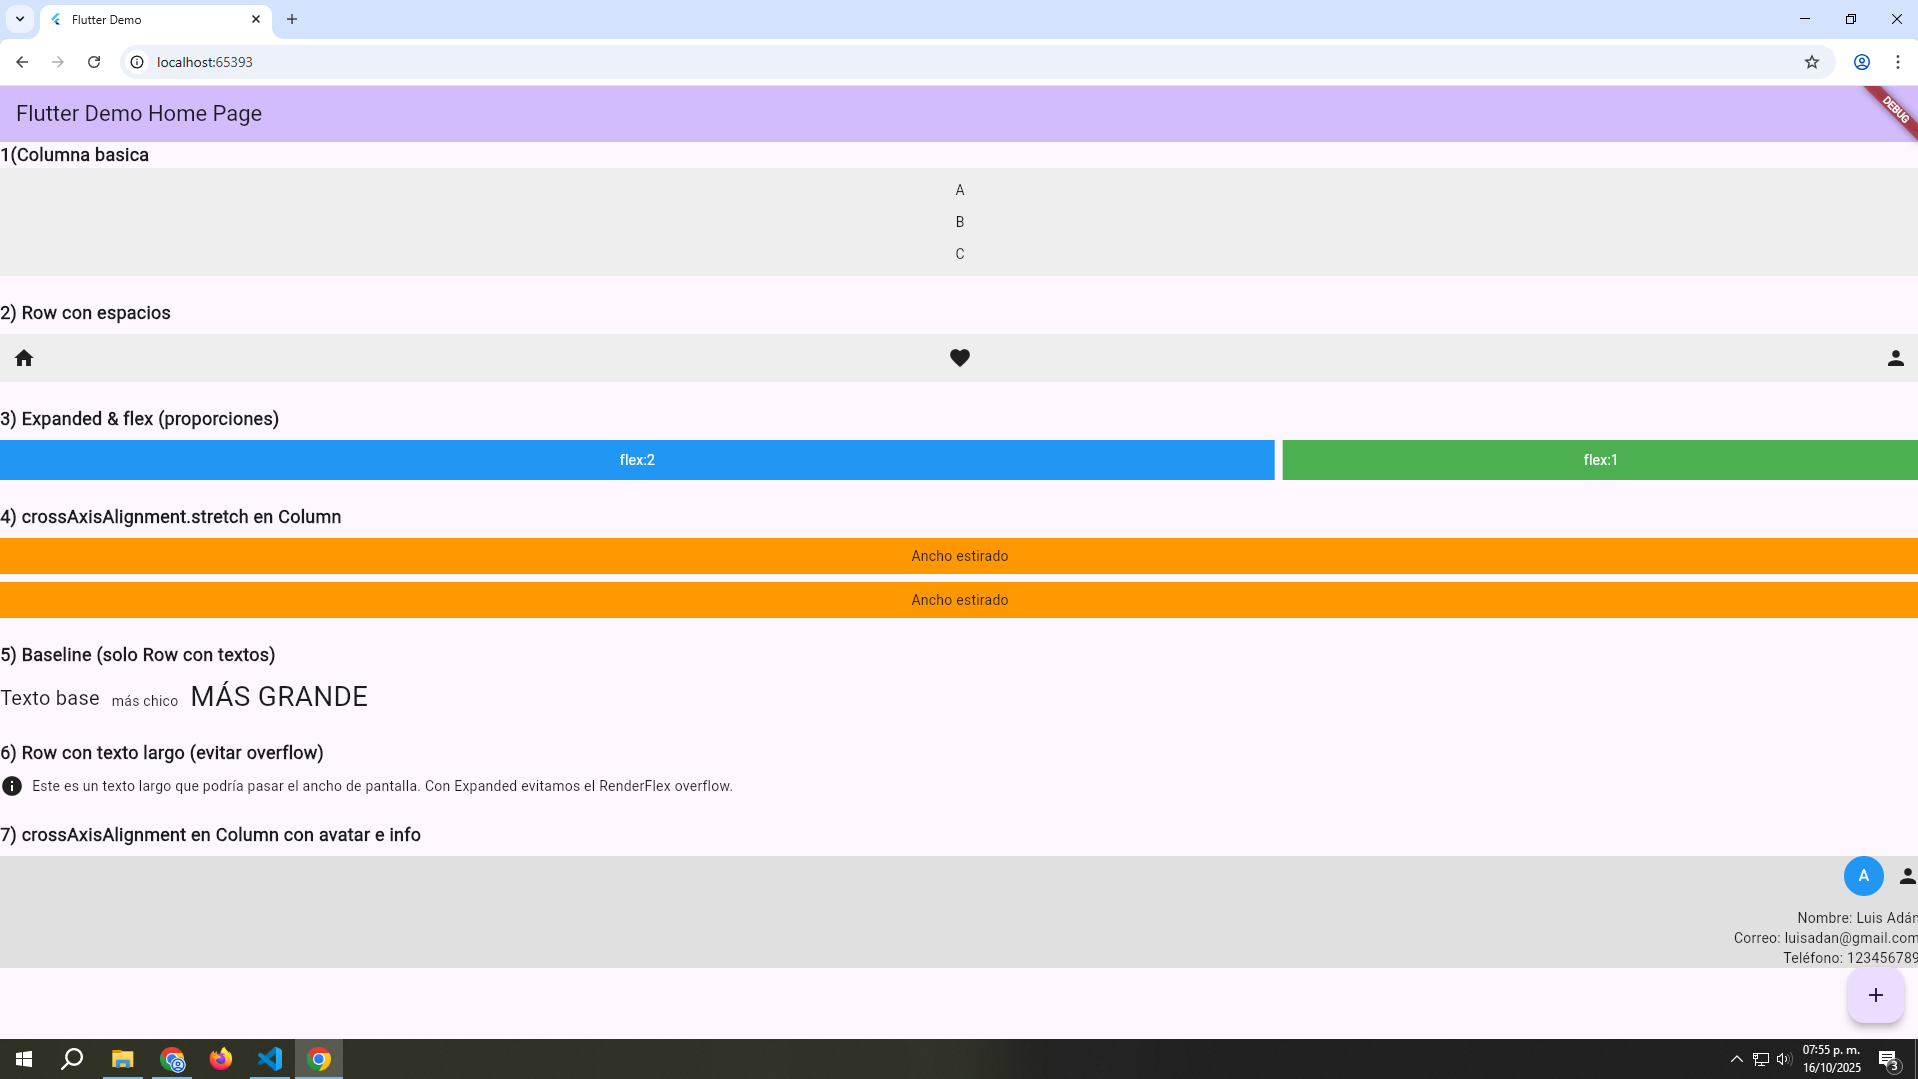 Flutter Demo
localhost:65393
Flutter Demo Home Page
DEBUG
1(Columna basica
A
B
C
2) Row con espacios
3) Expanded & flex (proporciones)
flex:2
flex:1
4) crossAxisAlignment.stretch en Column
Ancho estirado
Ancho estirado
5) Baseline (solo Row con textos)
Texto base más chico MÁS GRANDE
6) Row con texto largo (evitar overflow)
Este es un texto largo que podría pasar el ancho de pantalla. Con Expanded evitamos el RenderFlex overflow.
7) crossAxisAlignment en Column con avatar e info
A
Nombre: Luis Adán
Correo: luisadan@gmail.com
Teléfono: 123456789
+
07:55 p. m.
16/10/2025
3